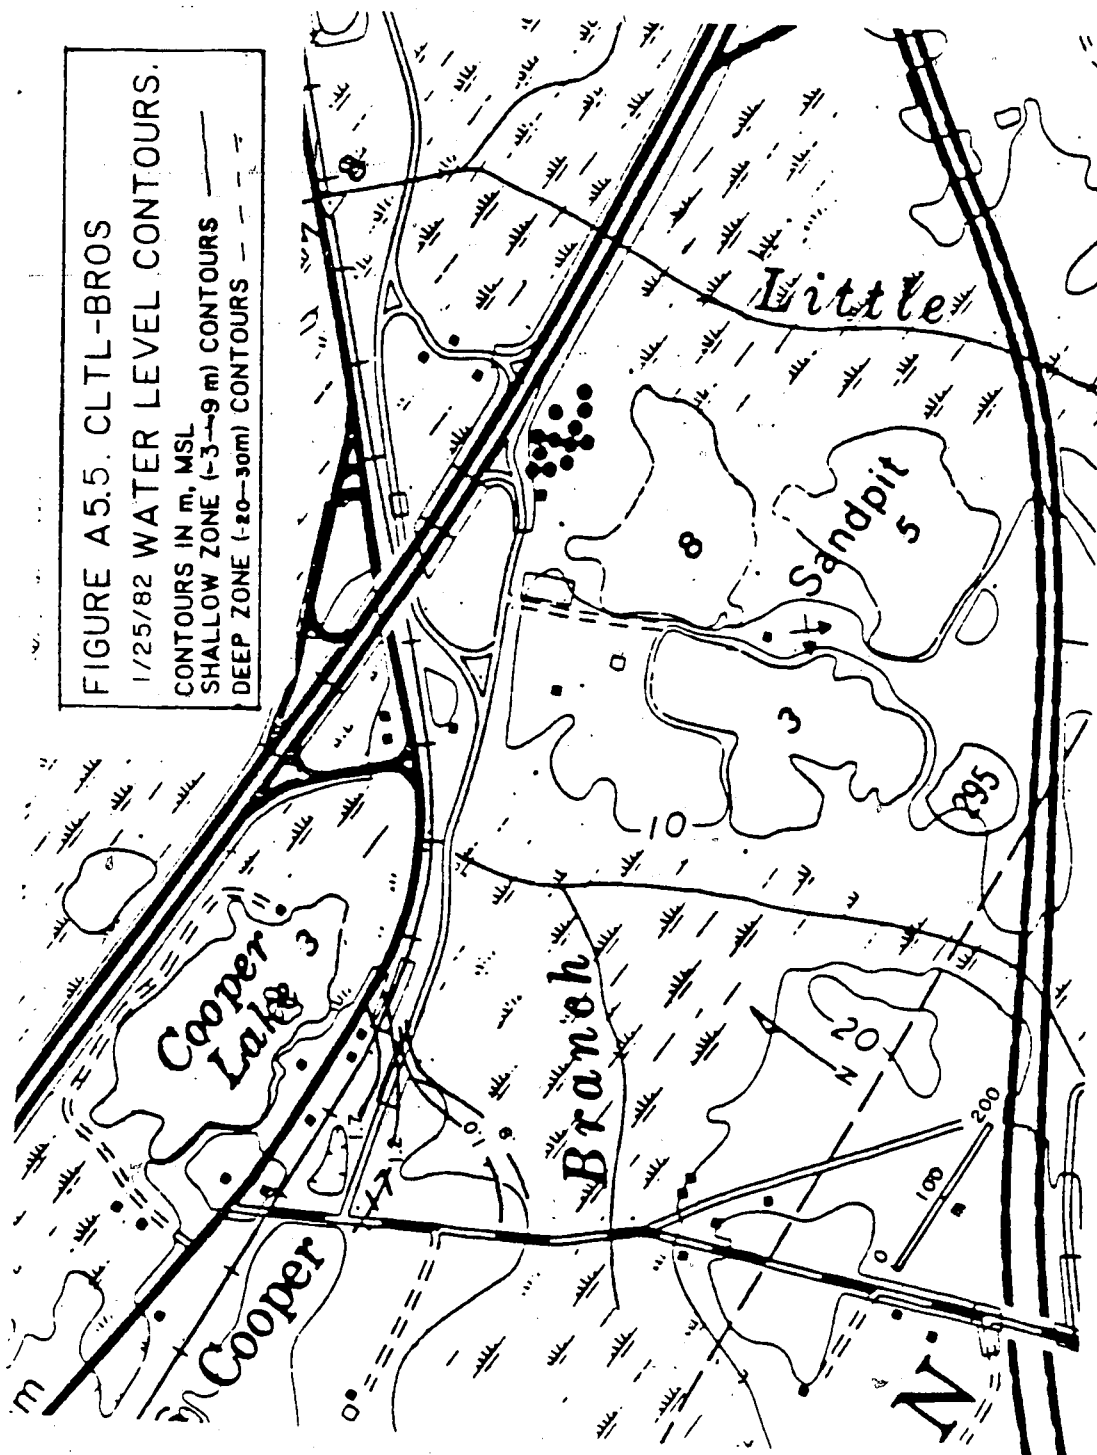 FIGURE A5.5. CLTL-BROS
1/25/82 WATER LEVEL CONTOURS.
CONTOURS IN m, MSL
SHALLOW ZONE (-3--9 m) CONTOURS
DEEP ZONE (-20--30m) CONTOURS
8
Little
Sandpit
5
8
3
10
295
Cooper
Lake
3
Branch
20
N
0
100
200
M
Cooper
m
N